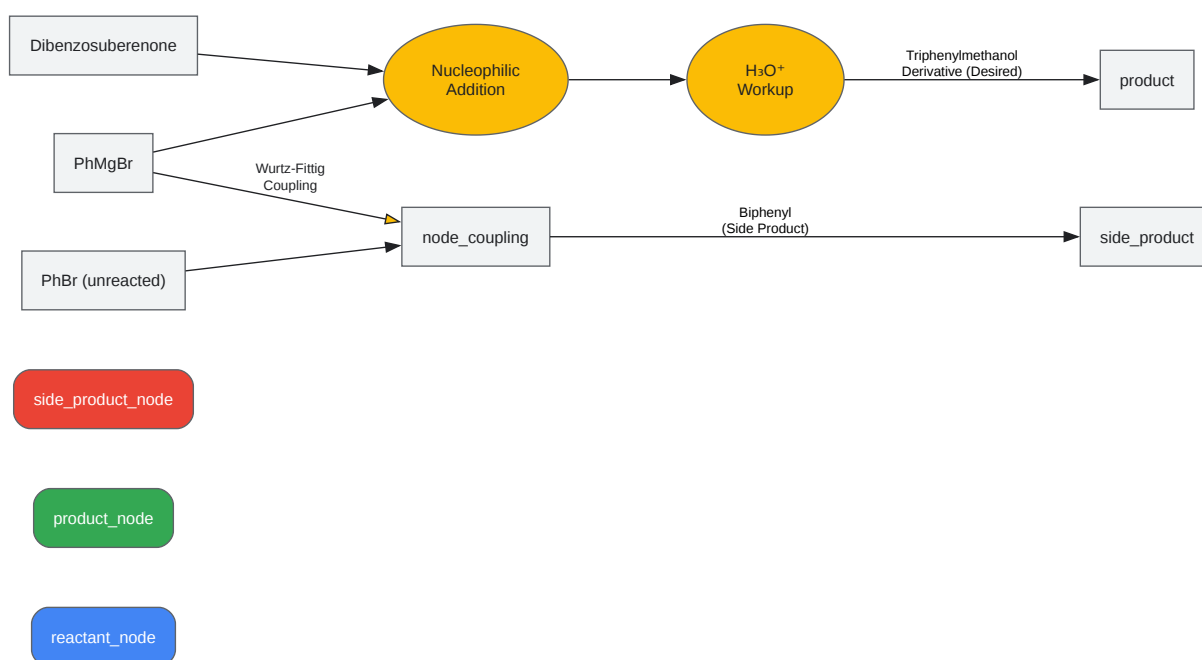 Dibenzosuberenone
Nucleophilic
Addition
H₃O⁺
Workup
Triphenylmethanol
Derivative (Desired)
product
PhMgBr
Wurtz-Fittig
Coupling
PhBr (unreacted)
node_coupling
Biphenyl
(Side Product)
side_product
side_product_node
product_node
reactant_node